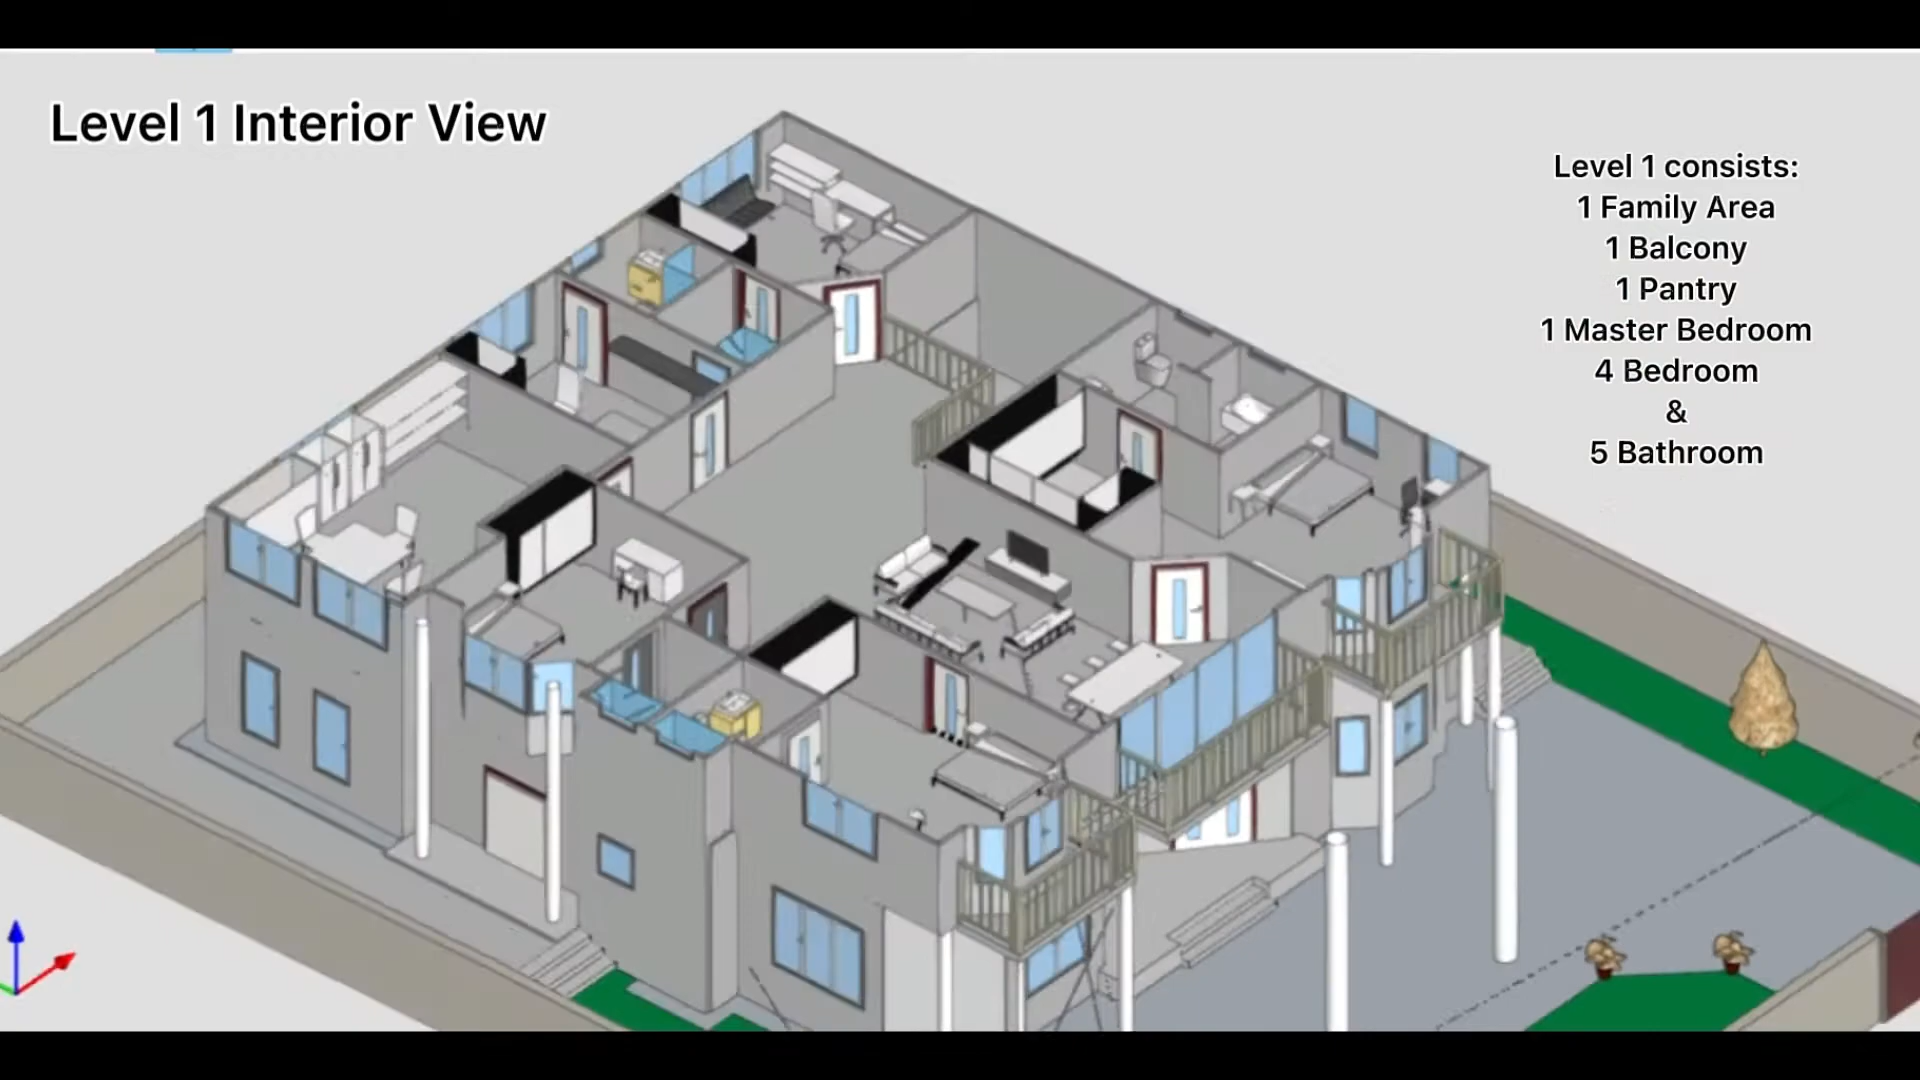 Level 1 Interior View
Level 1 consists:
1 Family Area
1 Balcony
1 Pantry
1 Master Bedroom
4 Bedroom
&
5 Bathroom